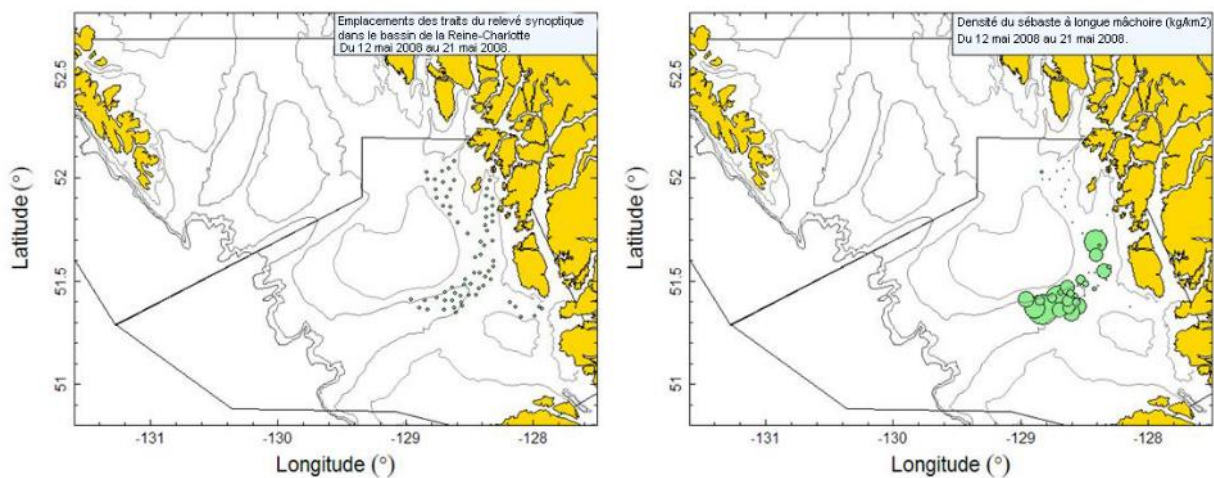 Emplacements des traits du relevé synoptique
dans le bassin de la Reine-Charlotte
Du 12 mai 2008 au 21 mai 2008.
52.5
52
51.5
51
Latitude (°)
-131
-130
-129
-128
Longitude (°)
Densité du sébaste à longue mâchoire (kg/km2)
Du 12 mai 2008 au 21 mai 2008.
52.5
52
51.5
51
Latitude (°)
-131
-130
-129
-128
Longitude (°)